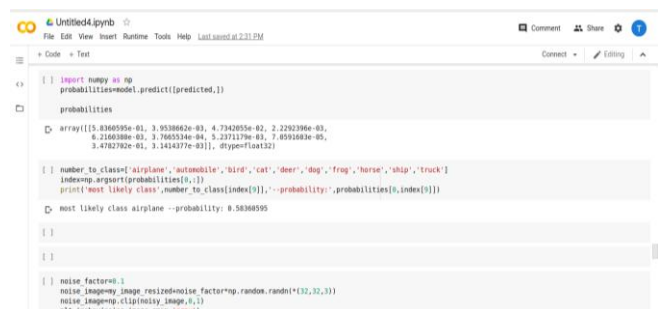 Untitled4.ipynb
Comment Share T
File Edit View Insert Runtime Tools Help Last saved at 2:31 PM
+ Code + Text Connect Editing
[ ] import numpy as np
probabilities=model.predict([predicted,])
probabilities
array([[5.8360595e-01, 3.9538662e-03, 4.7342055e-02, 2.2292396e-03,
6.2160380e-03, 3.7665534e-04, 5.2371179e-03, 7.0591603e-05,
3.4782782e-01, 3.1414377e-03]], dtype=float32)
[ ] number_to_class=['airplane','automobile','bird','cat','deer','dog','frog','horse','ship','truck']
index=np.argsort(probabilities[0,:])
print('most likely class',number_to_class[index[9]],'--probability:',probabilities[0,index[9]])
most likely class airplane --probability: 0.58360595
[ ]
[ ]
[ ] noise_factor=0.1
noise_image=my_image_resized+noise_factor*np.random.randn(*(32,32,3))
noise_image=np.clip(noisy_image,0,1)